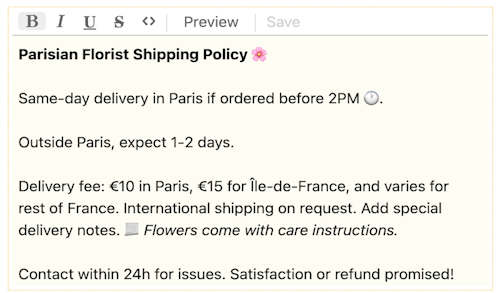 B I U S <> Preview Save
Parisian Florist Shipping Policy 🌸
Same-day delivery in Paris if ordered before 2PM 🕐.
Outside Paris, expect 1-2 days.
Delivery fee: €10 in Paris, €15 for Île-de-France, and varies for
rest of France. International shipping on request. Add special
delivery notes. 📃 Flowers come with care instructions.
Contact within 24h for issues. Satisfaction or refund promised!